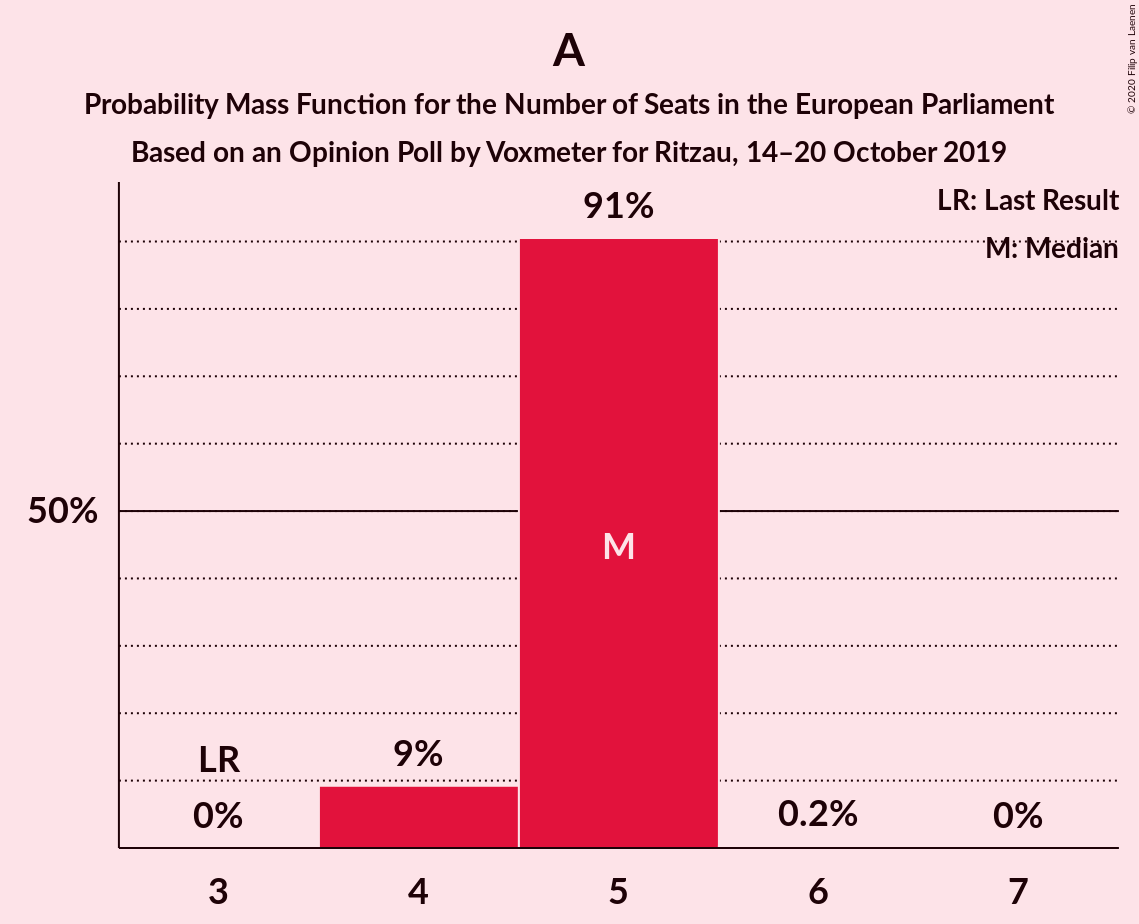 A
Probability Mass Function for the Number of Seats in the European Parliament
Based on an Opinion Poll by Voxmeter for Ritzau, 14–20 October 2019
© 2020 Filip van Laenen
LR: Last Result
M: Median
91%
50%
M
LR
9%
0%
0.2%
0%
3
4
5
6
7